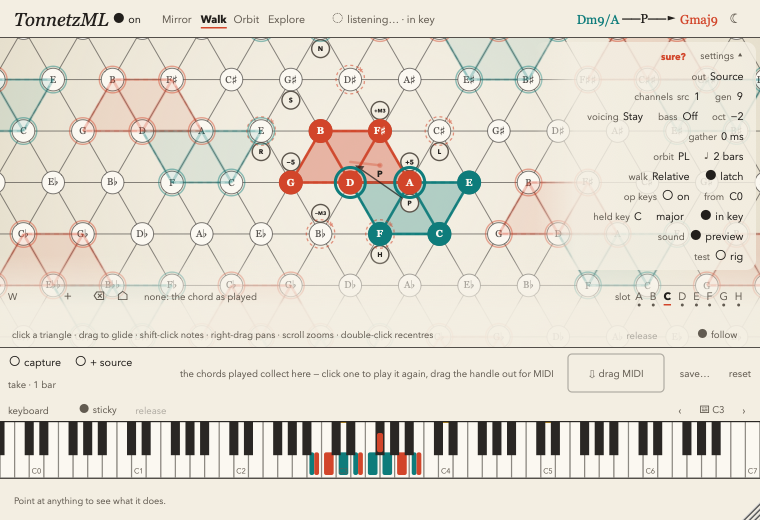 TonnetzML on Mirror Walk Orbit Explore listening… · in key Dm9/A P Gmaj9
N sure? settings
E B F♯ C♯ G♯ D♯ A♯ E♯ B♯ out Source
S channels src 1 gen 9
+M3 voicing Stay bass Off oct −2
C G D A E B F♯ C♯ G♯ D♯
R −5 +5 L gather 0 ms
P orbit PL ♩ 2 bars
E♭ B♭ F C G D A E B walk Relative latch
P op keys on from C0
−M3 held key C major in key
C♭ G♭ D♭ A♭ E♭ B♭ F C G D sound preview
H test rig
E♭♭ B♭♭ F♭ C♭ G♭ D♭ A♭ E♭ B♭ F C G
W + none: the chord as played slot A B C D E F G H
click a triangle · drag to glide · shift-click notes · right-drag pans · scroll zooms · double-click recentres release follow
capture + source
take · 1 bar the chords played collect here — click one to play it again, drag the handle out for MIDI ⇩ drag MIDI save… reset
keyboard sticky release ‹ C3 ›
C0 C1 C2 C4 C5 C6 C7
Point at anything to see what it does.